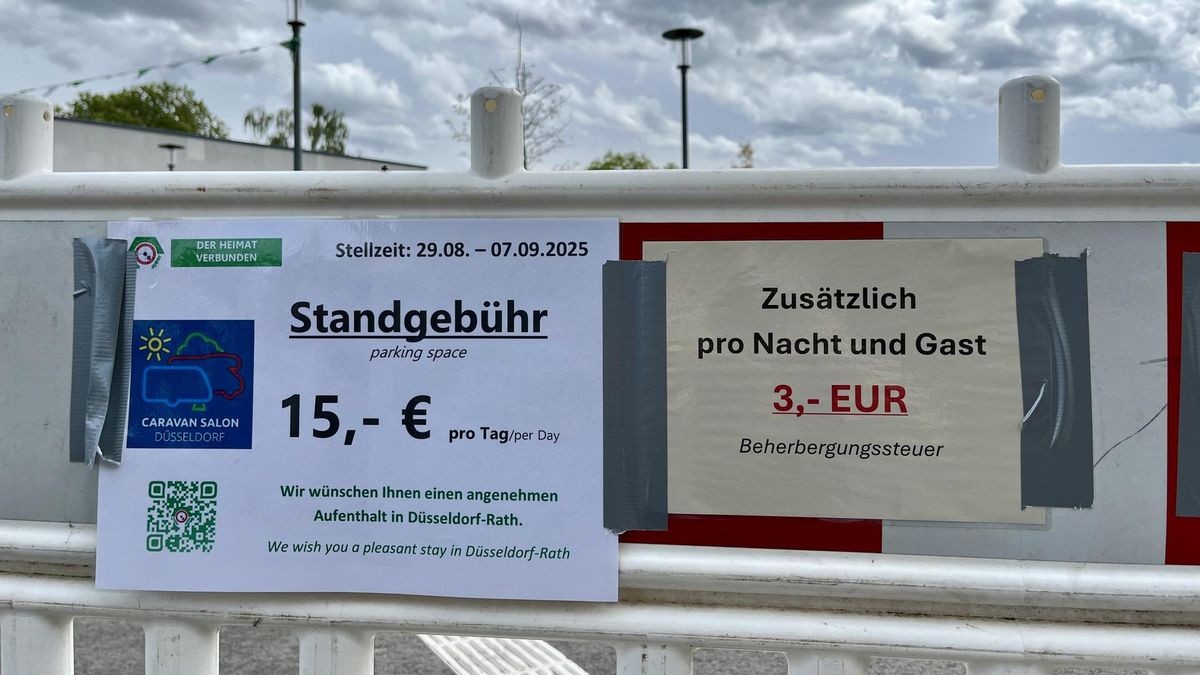 DER HEIMAT
VERBUNDEN
Stellzeit: 29.08. – 07.09.2025
Standgebühr
parking space
15,- € pro Tag/per Day
CARAVAN SALON
DÜSSELDORF
Wir wünschen Ihnen einen angenehmen
Aufenthalt in Düsseldorf-Rath.
We wish you a pleasant stay in Düsseldorf-Rath
Zusätzlich
pro Nacht und Gast
3,- EUR
Beherbergungssteuer